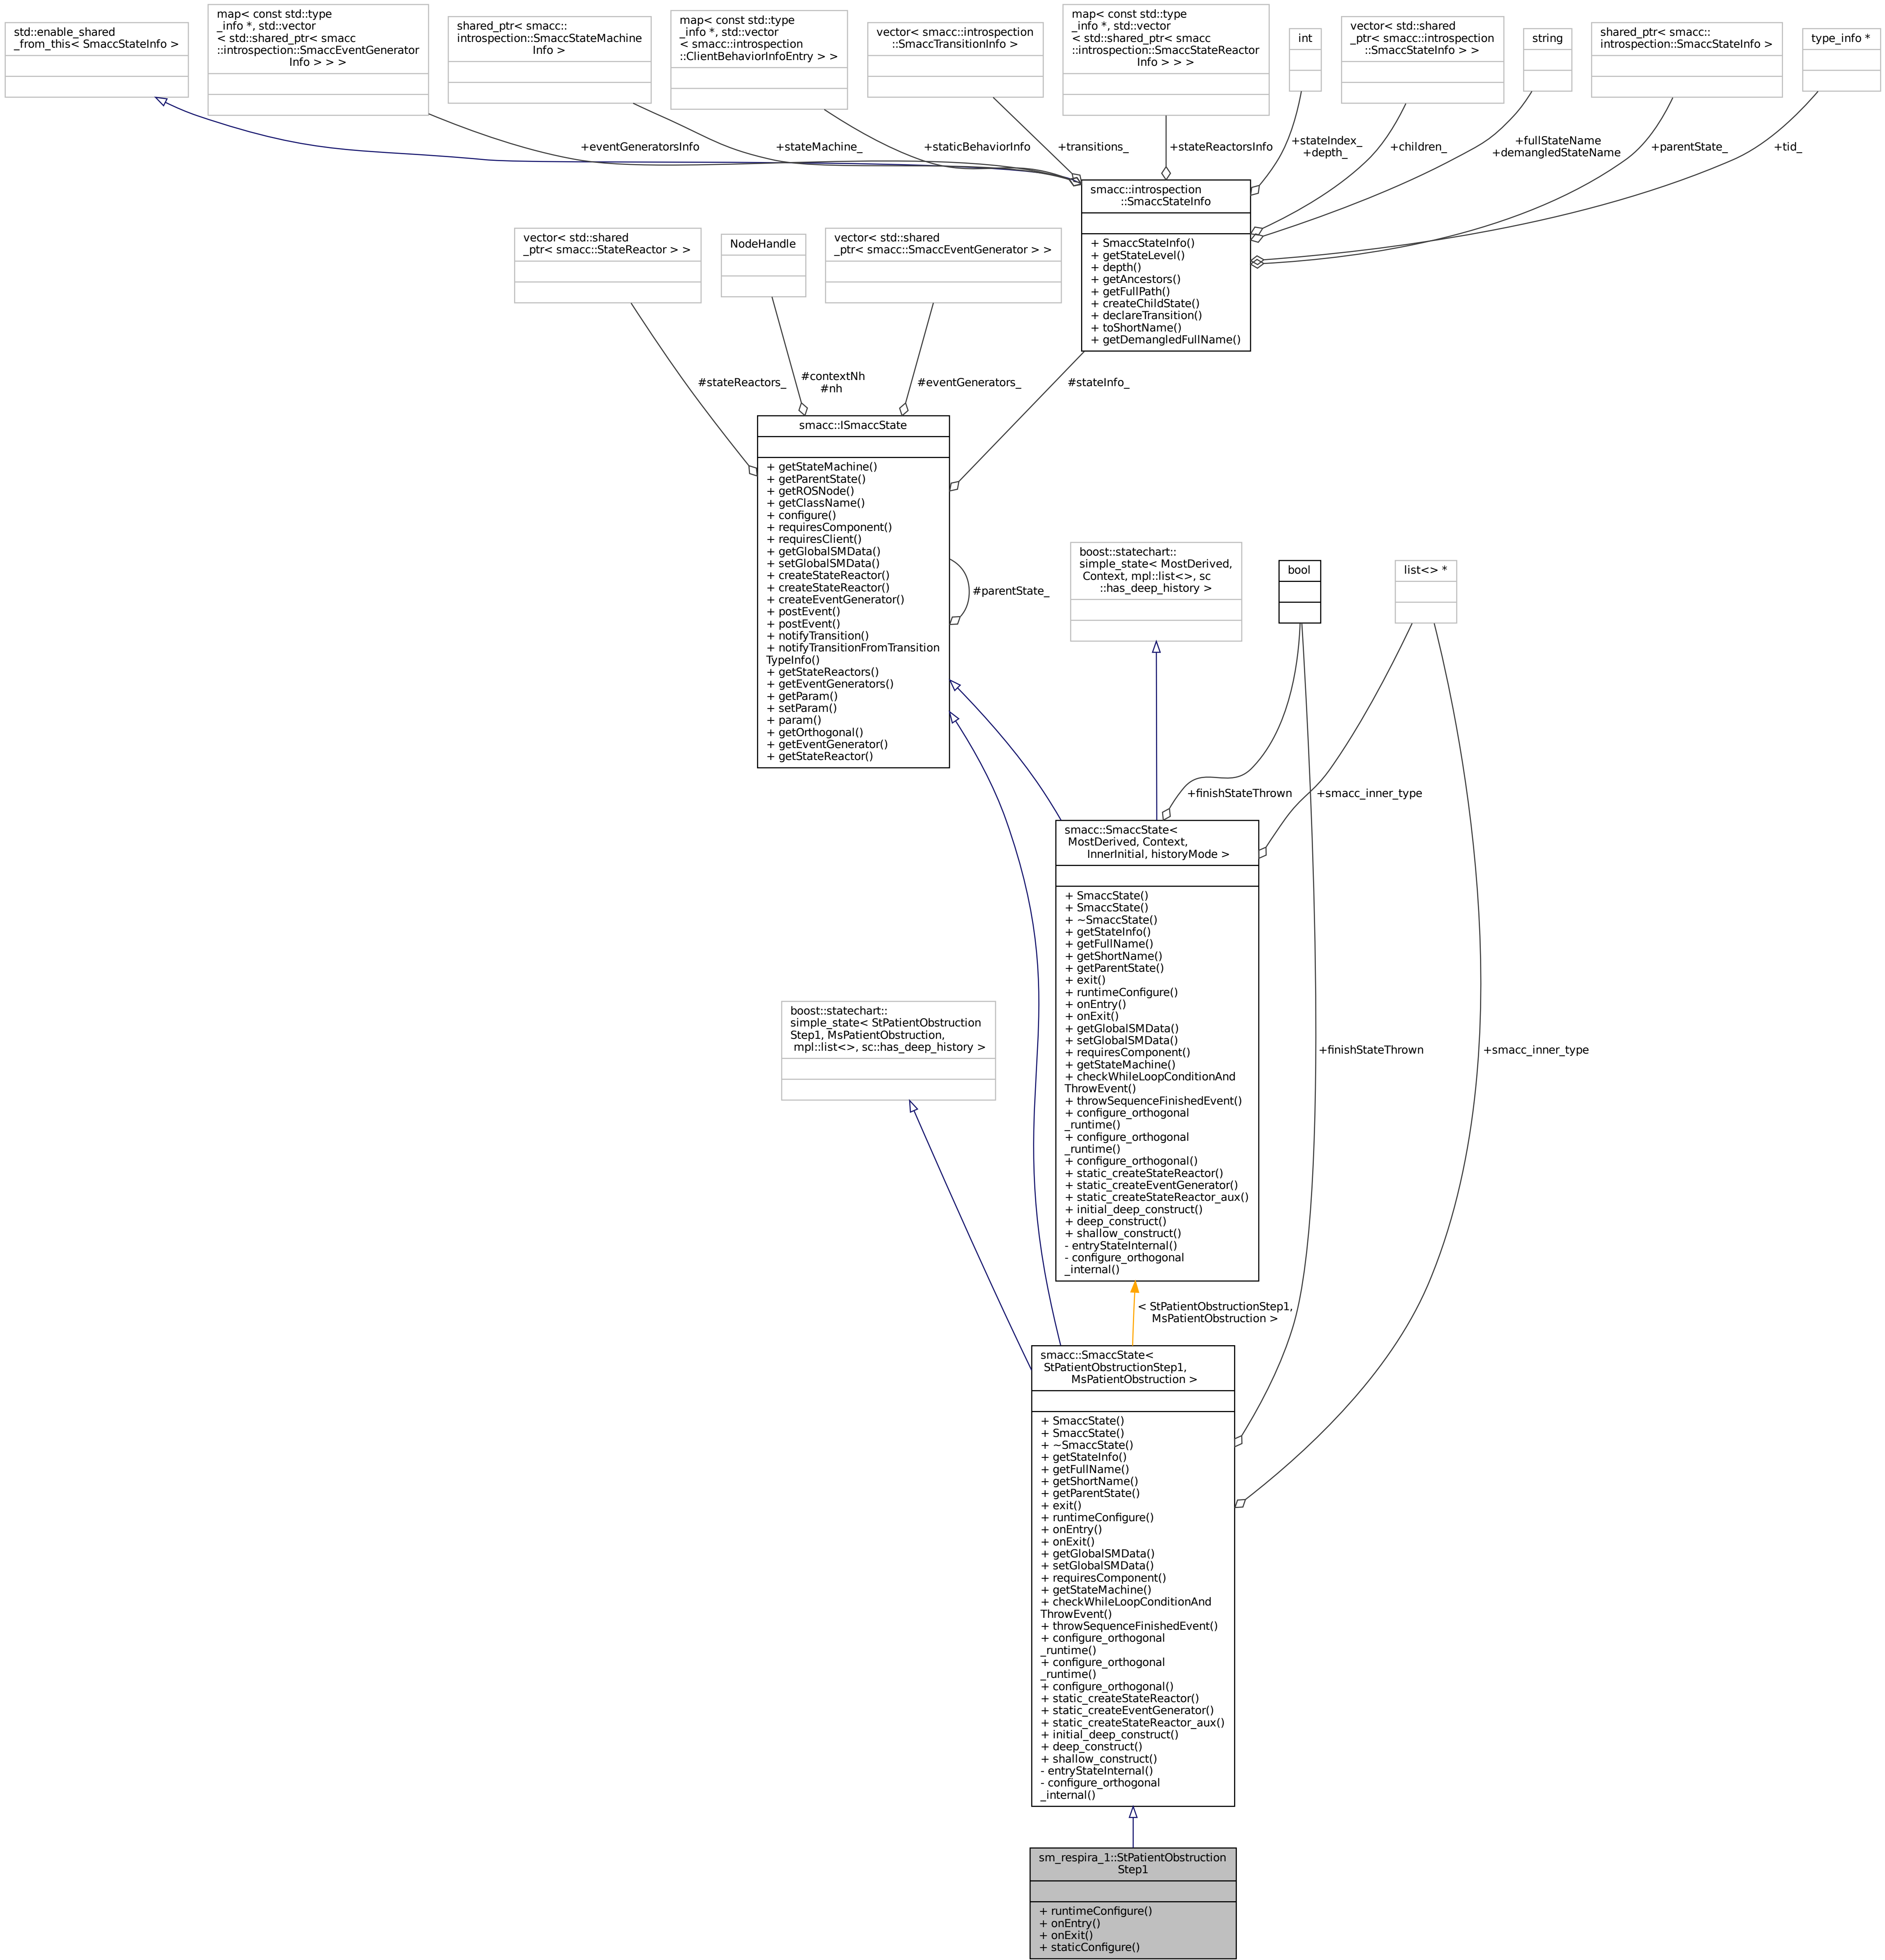 std::enable_shared
_from_this< SmaccStateInfo >
map< const std::type
_info *, std::vector
< std::shared_ptr< smacc
::introspection::SmaccEventGenerator
Info > > >
shared_ptr< smacc::
introspection::SmaccStateMachine
Info >
map< const std::type
_info *, std::vector
< smacc::introspection
::ClientBehaviorInfoEntry > >
vector< smacc::introspection
::SmaccTransitionInfo >
map< const std::type
_info *, std::vector
< std::shared_ptr< smacc
::introspection::SmaccStateReactor
Info > > >
int
vector< std::shared
_ptr< smacc::introspection
::SmaccStateInfo > >
string
shared_ptr< smacc::
introspection::SmaccStateInfo >
type_info *
+eventGeneratorsInfo
+stateMachine_
+staticBehaviorInfo
+transitions_
+stateReactorsInfo
+stateIndex_
+depth_
+children_
+fullStateName
+demangledStateName
+parentState_
+tid_
smacc::introspection
::SmaccStateInfo
+ SmaccStateInfo()
+ getStateLevel()
+ depth()
+ getAncestors()
+ getFullPath()
+ createChildState()
+ declareTransition()
+ toShortName()
+ getDemangledFullName()
vector< std::shared
_ptr< smacc::StateReactor > >
NodeHandle
vector< std::shared
_ptr< smacc::SmaccEventGenerator > >
#stateReactors_
#contextNh
#nh
#eventGenerators_
#stateInfo_
smacc::ISmaccState
+ getStateMachine()
+ getParentState()
+ getROSNode()
+ getClassName()
+ configure()
+ requiresComponent()
+ requiresClient()
+ getGlobalSMData()
+ setGlobalSMData()
+ createStateReactor()
+ createStateReactor()
+ createEventGenerator()
+ postEvent()
+ postEvent()
+ notifyTransition()
+ notifyTransitionFromTransition
TypeInfo()
+ getStateReactors()
+ getEventGenerators()
+ getParam()
+ setParam()
+ param()
+ getOrthogonal()
+ getEventGenerator()
+ getStateReactor()
#parentState_
boost::statechart::
simple_state< MostDerived,
Context, mpl::list<>, sc
::has_deep_history >
bool
list<> *
+finishStateThrown
+smacc_inner_type
smacc::SmaccState<
MostDerived, Context,
InnerInitial, historyMode >
+ SmaccState()
+ SmaccState()
+ ~SmaccState()
+ getStateInfo()
+ getFullName()
+ getShortName()
+ getParentState()
+ exit()
+ runtimeConfigure()
+ onEntry()
+ onExit()
+ getGlobalSMData()
+ setGlobalSMData()
+ requiresComponent()
+ getStateMachine()
+ checkWhileLoopConditionAnd
ThrowEvent()
+ throwSequenceFinishedEvent()
+ configure_orthogonal
_runtime()
+ configure_orthogonal
_runtime()
+ configure_orthogonal()
+ static_createStateReactor()
+ static_createEventGenerator()
+ static_createStateReactor_aux()
+ initial_deep_construct()
+ deep_construct()
+ shallow_construct()
- entryStateInternal()
- configure_orthogonal
_internal()
boost::statechart::
simple_state< StPatientObstruction
Step1, MsPatientObstruction,
mpl::list<>, sc::has_deep_history >
+finishStateThrown
+smacc_inner_type
< StPatientObstructionStep1,
MsPatientObstruction >
smacc::SmaccState<
StPatientObstructionStep1,
MsPatientObstruction >
+ SmaccState()
+ SmaccState()
+ ~SmaccState()
+ getStateInfo()
+ getFullName()
+ getShortName()
+ getParentState()
+ exit()
+ runtimeConfigure()
+ onEntry()
+ onExit()
+ getGlobalSMData()
+ setGlobalSMData()
+ requiresComponent()
+ getStateMachine()
+ checkWhileLoopConditionAnd
ThrowEvent()
+ throwSequenceFinishedEvent()
+ configure_orthogonal
_runtime()
+ configure_orthogonal
_runtime()
+ configure_orthogonal()
+ static_createStateReactor()
+ static_createEventGenerator()
+ static_createStateReactor_aux()
+ initial_deep_construct()
+ deep_construct()
+ shallow_construct()
- entryStateInternal()
- configure_orthogonal
_internal()
sm_respira_1::StPatientObstruction
Step1
+ runtimeConfigure()
+ onEntry()
+ onExit()
+ staticConfigure()